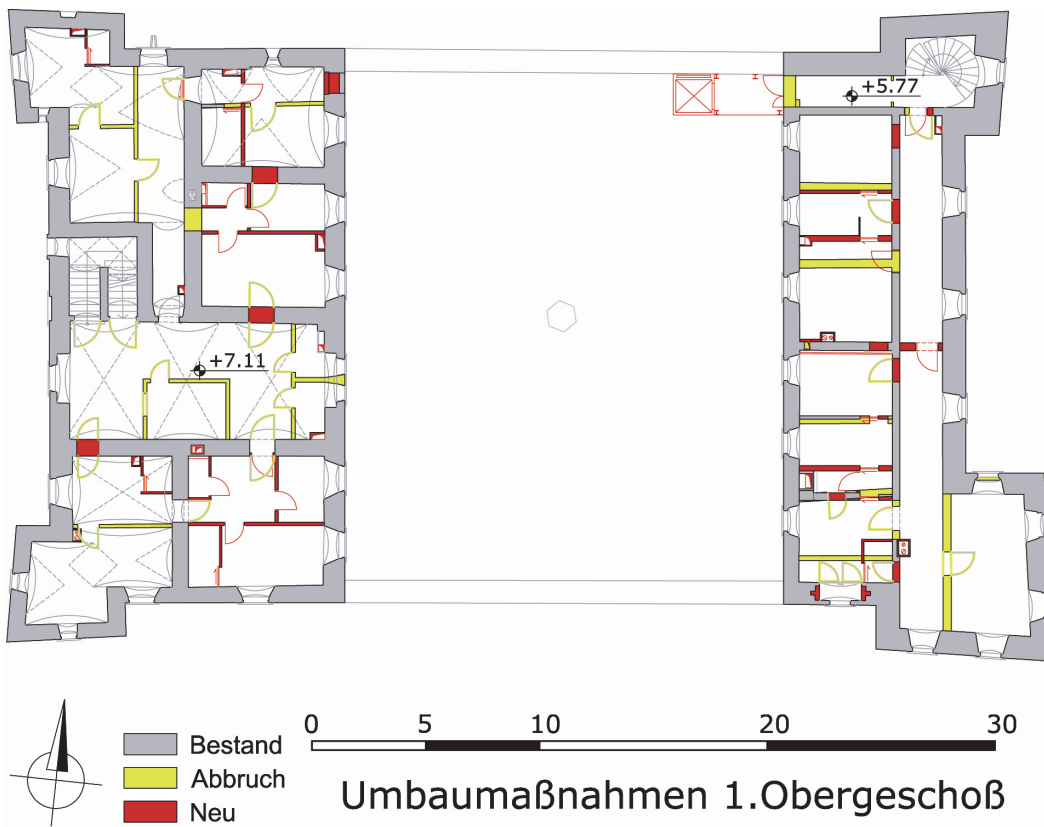 +5.77
+7.11
0 5 10 20 30
Bestand
Abbruch
Neu
Umbaumaßnahmen 1.Obergeschoß